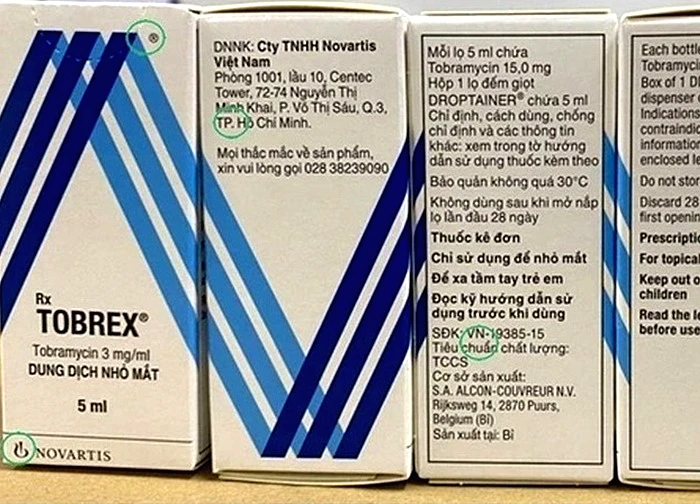 ®
Rx
TOBREX®
Tobramycin 3 mg/ml
DUNG DỊCH NHỎ MẮT
5 ml
NOVARTIS
DNNK: Cty TNHH Novartis
Việt Nam
Phòng 1001, lầu 10, Centec
Tower, 72-74 Nguyễn Thị
Minh Khai, P. Võ Thị Sáu, Q.3,
TP. Hồ Chí Minh.
Mọi thắc mắc về sản phẩm,
xin vui lòng gọi 028 38239090
Mỗi lọ 5 ml chứa
Tobramycin 15,0 mg
Hộp 1 lọ đếm giọt
DROPTAINER® chứa 5 ml
Chỉ định, cách dùng, chống
chỉ định và các thông tin
khác: xem trong tờ hướng
dẫn sử dụng thuốc kèm theo
Bảo quản không quá 30°C
Không dùng sau khi mở nắp
lọ lần đầu 28 ngày
Thuốc kê đơn
Chỉ sử dụng để nhỏ mắt
Để xa tầm tay trẻ em
Đọc kỹ hướng dẫn sử
dụng trước khi dùng
SĐK: VN-19385-15
Tiêu chuẩn chất lượng:
TCCS
Cơ sở sản xuất:
S.A. ALCON-COUVREUR N.V.
Rijksweg 14, 2870 Puurs,
Belgium (Bỉ)
Sản xuất tại: Bỉ
Each bottle
Tobramycin
Box of 1 D
dispenser
Indications
contraind
information
enclosed le
Do not stor
Discard 28
first openin
Prescripti
For topical
Keep out o
children
Read the le
before use